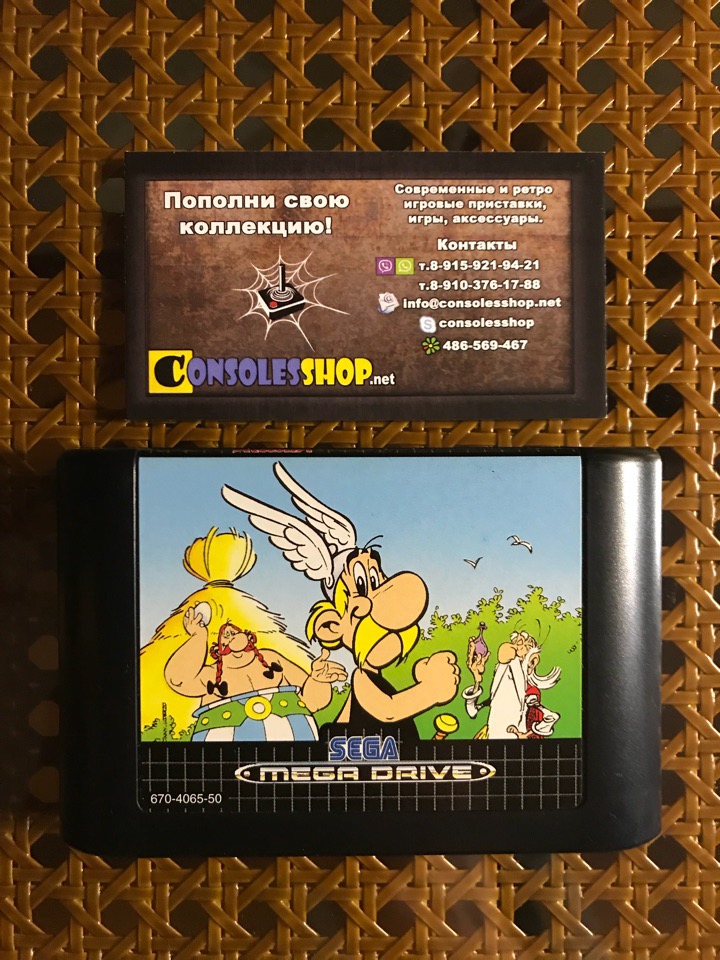 Пополни свою
коллекцию!
CONSOLESSHOP.net
Современные и ретро
игровые приставки,
игры, аксессуары.
Контакты
т.8-915-921-94-21
т.8-910-376-17-88
info@consolesshop.net
consolesshop
486-569-467
SEGA
MEGA DRIVE
670-4065-50